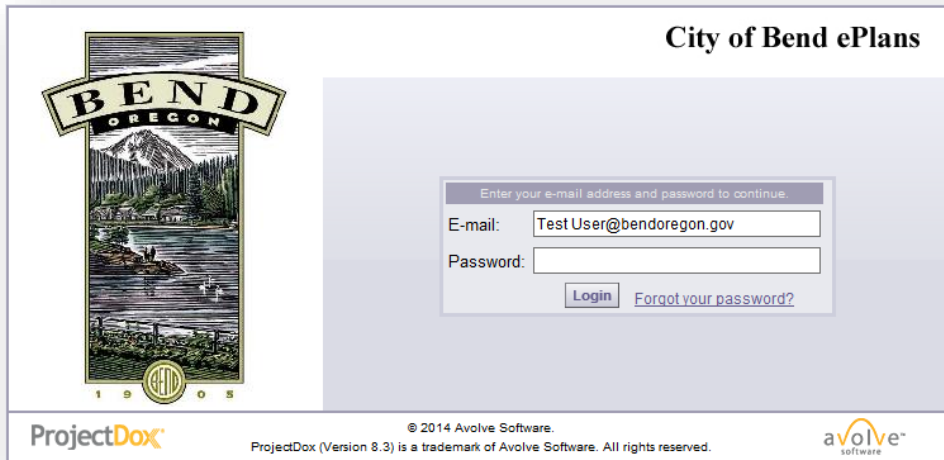 City of Bend ePlans
BEND
OREGON
BEND
1 9 0 5
Enter your e-mail address and password to continue.
E-mail: Test User@bendoregon.gov
Password:
Login Forgot your password?
ProjectDox
© 2014 Avolve Software.
ProjectDox (Version 8.3) is a trademark of Avolve Software. All rights reserved.
avolve
software